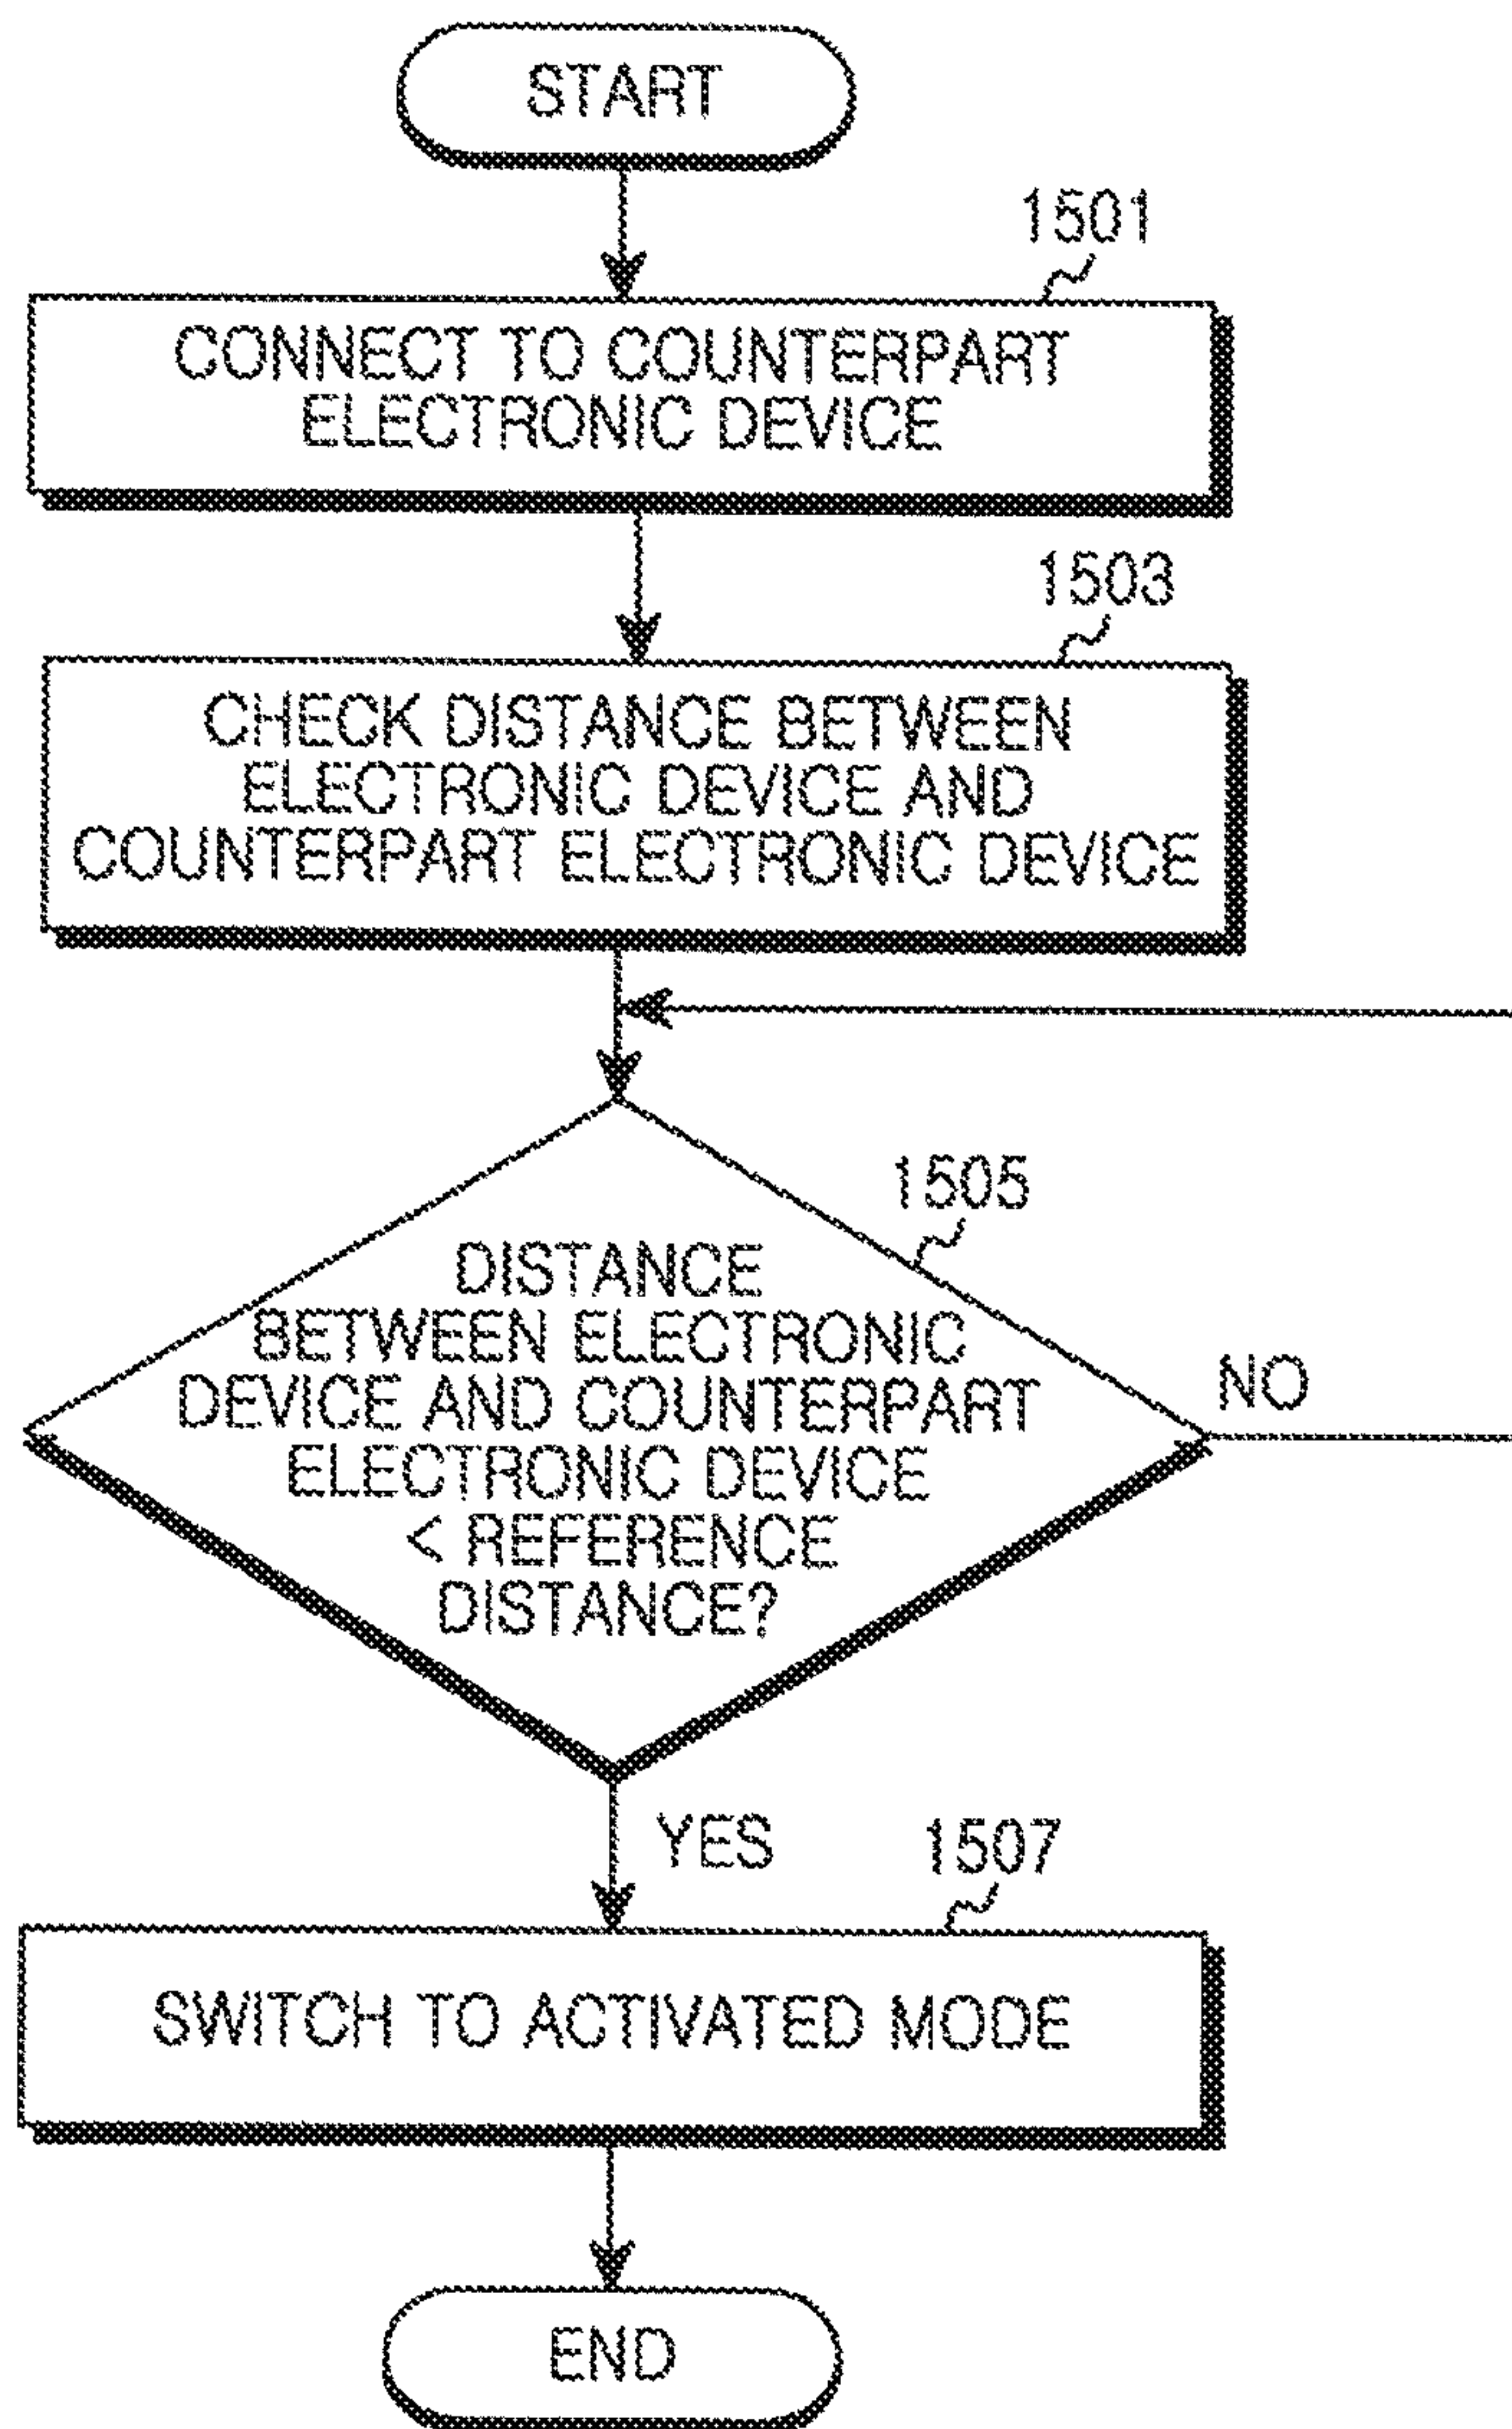 START
1501
CONNECT TO COUNTERPART
ELECTRONIC DEVICE
1503
CHECK DISTANCE BETWEEN
ELECTRONIC DEVICE AND
COUNTERPART ELECTRONIC DEVICE
1505
DISTANCE
BETWEEN ELECTRONIC
DEVICE AND COUNTERPART
ELECTRONIC DEVICE
< REFERENCE
DISTANCE?
NO
YES
1507
SWITCH TO ACTIVATED MODE
END